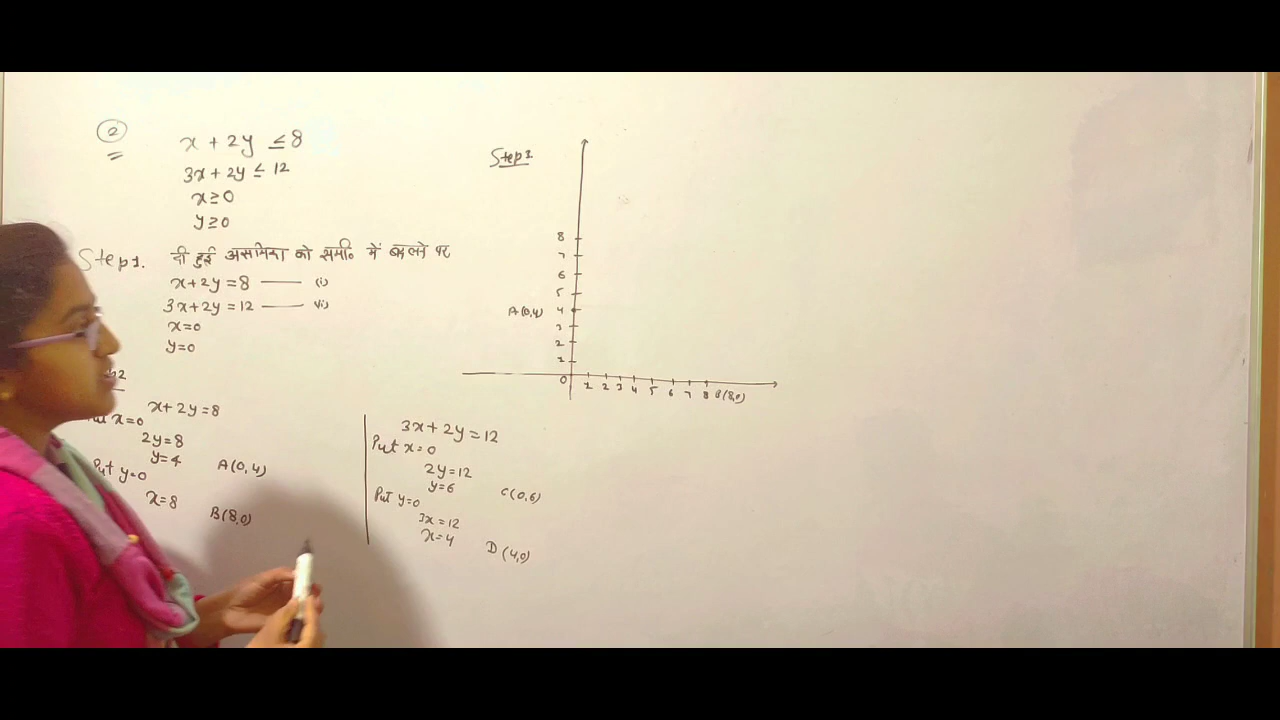 2
x + 2y ≤ 8
3x + 2y ≤ 12
x ≥ 0
y ≥ 0
Step 1. दी हुई असमिका को समी० में बदलने पर
x + 2y = 8 —— (i)
3x + 2y = 12 —— (ii)
x = 0
y = 0
2
x + 2y = 8
x = 0
2y = 8
y = 4 A(0,4)
Put y = 0
x = 8 B(8,0)
3x + 2y = 12
Put x = 0
2y = 12
y = 6 C(0,6)
Put y = 0
3x = 12
x = 4 D(4,0)
Step
8
7
6
5
A(0,4) 4
3
2
1
0 1 2 3 4 5 6 7 8 B(8,0)